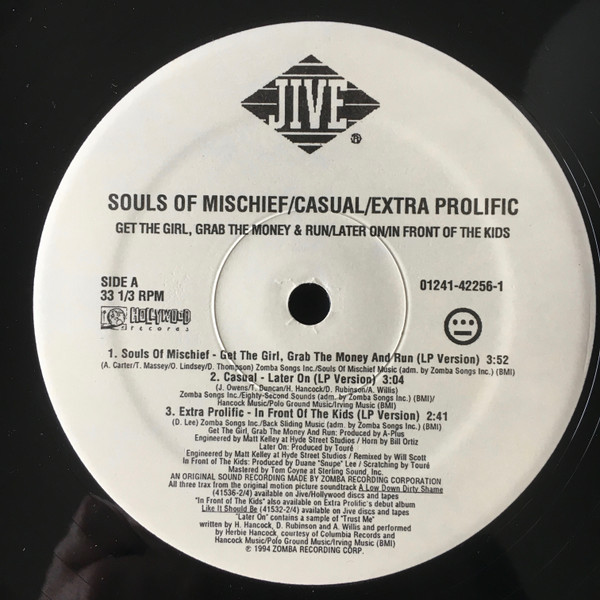 JIVE
®
SOULS OF MISCHIEF/CASUAL/EXTRA PROLIFIC
GET THE GIRL, GRAB THE MONEY & RUN/LATER ON/IN FRONT OF THE KIDS
SIDE A
33 1/3 RPM
01241-42256-1
HOLLYWOOD
records
1. Souls Of Mischief - Get The Girl, Grab The Money And Run (LP Version) 3:52
(A. Carter/T. Massey/O. Lindsey/D. Thompson) Zomba Songs Inc./Souls Of Mischief Music (adm. by Zomba Songs Inc.) (BMI)
2. Casual - Later On (LP Version) 3:04
(J. Owens/T. Duncan/H. Hancock/D. Rubinson/A. Willis)
Zomba Songs Inc./Eighty-Second Sounds (adm. by Zomba Songs Inc.) (BMI)/
Hancock Music/Polo Ground Music/Irving Music (BMI)
3. Extra Prolific - In Front Of The Kids (LP Version) 2:41
(D. Lee) Zomba Songs Inc./Back Sliding Music (adm. by Zomba Songs Inc.) (BMI)
Get The Girl, Grab The Money And Run: Produced by A-Plus
Engineered by Matt Kelley at Hyde Street Studios / Horn by Bill Ortiz
Later On: Produced by Touré
Engineered by Matt Kelley at Hyde Street Studios / Remixed by Will Scott
In Front Of The Kids: Produced by Duane "Snupe" Lee / Scratching by Touré
Mastered by Tom Coyne at Sterling Sound, Inc.
AN ORIGINAL SOUND RECORDING MADE BY ZOMBA RECORDING CORPORATION
All three trax from the original motion picture soundtrack A Low Down Dirty Shame
(41536-2/4) available on Jive/Hollywood discs and tapes
"In Front of the Kids" also available on Extra Prolific's debut album
Like It Should Be (41532-2/4) available on Jive discs and tapes
"Later On" contains a sample of "Trust Me"
written by H. Hancock, D. Rubinson and A. Willis and performed
by Herbie Hancock, courtesy of Columbia Records and
Hancock Music/Polo Ground Music/Irving Music (BMI)
℗ 1994 ZOMBA RECORDING CORP.